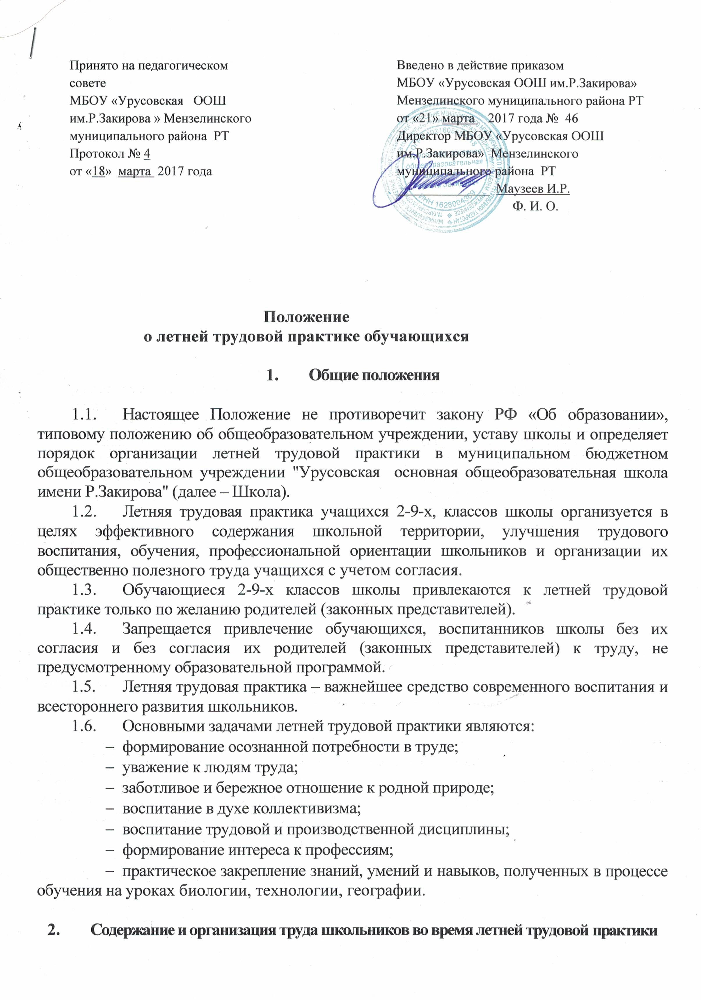 Принято на педагогическом
совете
МБОУ «Урусовская ООШ
им.Р.Закирова » Мензелинского
муниципального района РТ
Протокол № 4
от «18» марта 2017 года
Введено в действие приказом
МБОУ «Урусовская ООШ им.Р.Закирова»
Мензелинского муниципального района РТ
от «21» марта 2017 года № 46
Директор МБОУ «Урусовская ООШ
им.Р.Закирова» Мензелинского
муниципального района РТ
Маузеев И.Р.
Ф. И. О.
общеобразовательная
ИНН 1628004369
Положение
о летней трудовой практике обучающихся
1. Общие положения
1.1. Настоящее Положение не противоречит закону РФ «Об образовании»,
типовому положению об общеобразовательном учреждении, уставу школы и определяет
порядок организации летней трудовой практики в муниципальном бюджетном
общеобразовательном учреждении "Урусовская основная общеобразовательная школа
имени Р.Закирова" (далее – Школа).
1.2. Летняя трудовая практика учащихся 2-9-х, классов школы организуется в
целях эффективного содержания школьной территории, улучшения трудового
воспитания, обучения, профессиональной ориентации школьников и организации их
общественно полезного труда учащихся с учетом согласия.
1.3. Обучающиеся 2-9-х классов школы привлекаются к летней трудовой
практике только по желанию родителей (законных представителей).
1.4. Запрещается привлечение обучающихся, воспитанников школы без их
согласия и без согласия их родителей (законных представителей) к труду, не
предусмотренному образовательной программой.
1.5. Летняя трудовая практика – важнейшее средство современного воспитания и
всестороннего развития школьников.
1.6. Основными задачами летней трудовой практики являются:
– формирование осознанной потребности в труде;
– уважение к людям труда;
– заботливое и бережное отношение к родной природе;
– воспитание в духе коллективизма;
– воспитание трудовой и производственной дисциплины;
– формирование интереса к профессиям;
– практическое закрепление знаний, умений и навыков, полученных в процессе
обучения на уроках биологии, технологии, географии.
2. Содержание и организация труда школьников во время летней трудовой практики